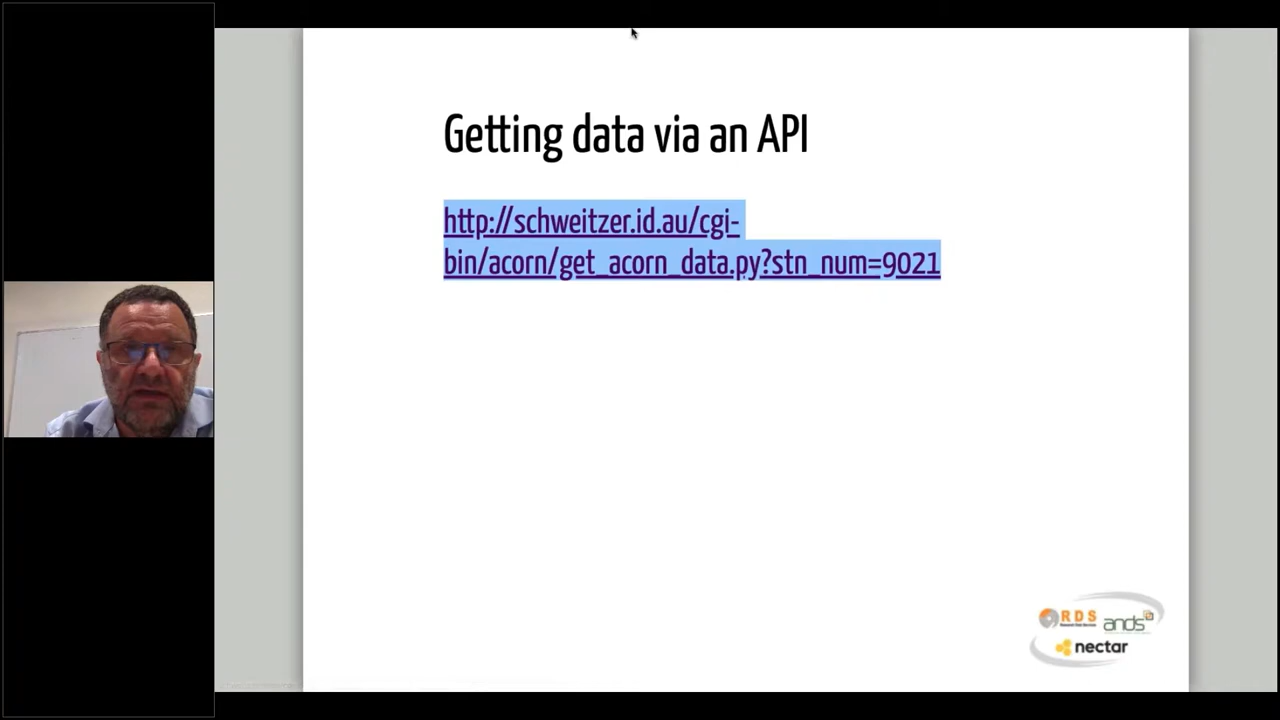 Getting data via an API
http://schweitzer.id.au/cgi-
bin/acorn/get_acorn_data.py?stn_num=9021
RDS
ands
nectar